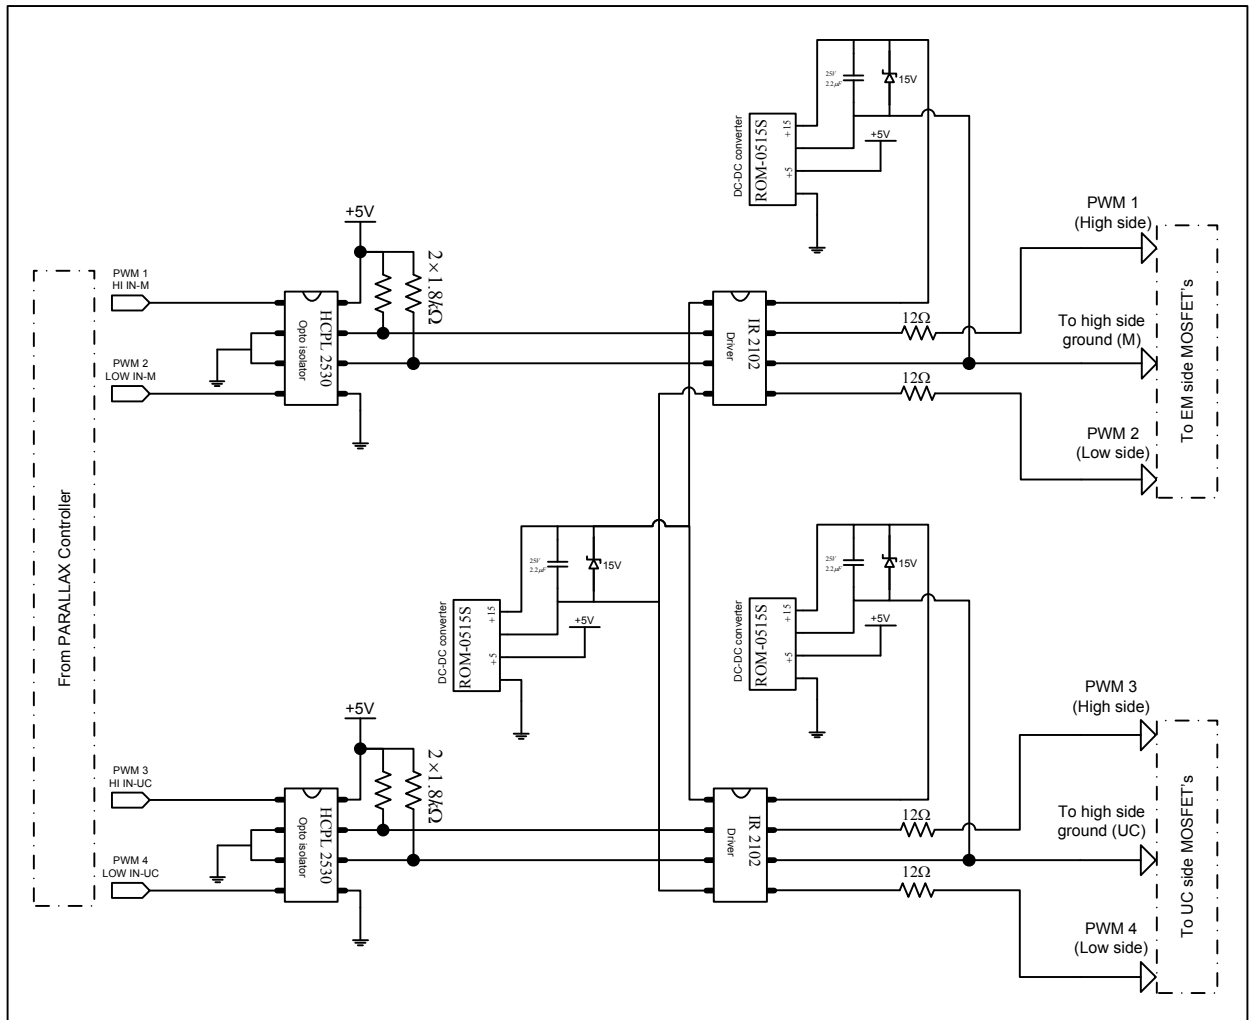 25V
2.2μF
15V
DC-DC converter
ROM-0515S
+15
+5
+5V
PWM 1
(High side)
+5V
2×1.8kΩ
PWM 1
HI IN-M
HCPL 2530
Opto isolator
PWM 2
LOW IN-M
IR 2102
Driver
12Ω
12Ω
To high side
ground (M)
PWM 2
(Low side)
To EM side MOSFET's
From PARALLAX Controller
25V
2.2μF
15V
DC-DC converter
ROM-0515S
+15
+5
+5V
25V
2.2μF
15V
DC-DC converter
ROM-0515S
+15
+5
+5V
PWM 3
(High side)
+5V
2×1.8kΩ
PWM 3
HI IN-UC
HCPL 2530
Opto isolator
PWM 4
LOW IN-UC
IR 2102
Driver
12Ω
12Ω
To high side
ground (UC)
PWM 4
(Low side)
To UC side MOSFET's